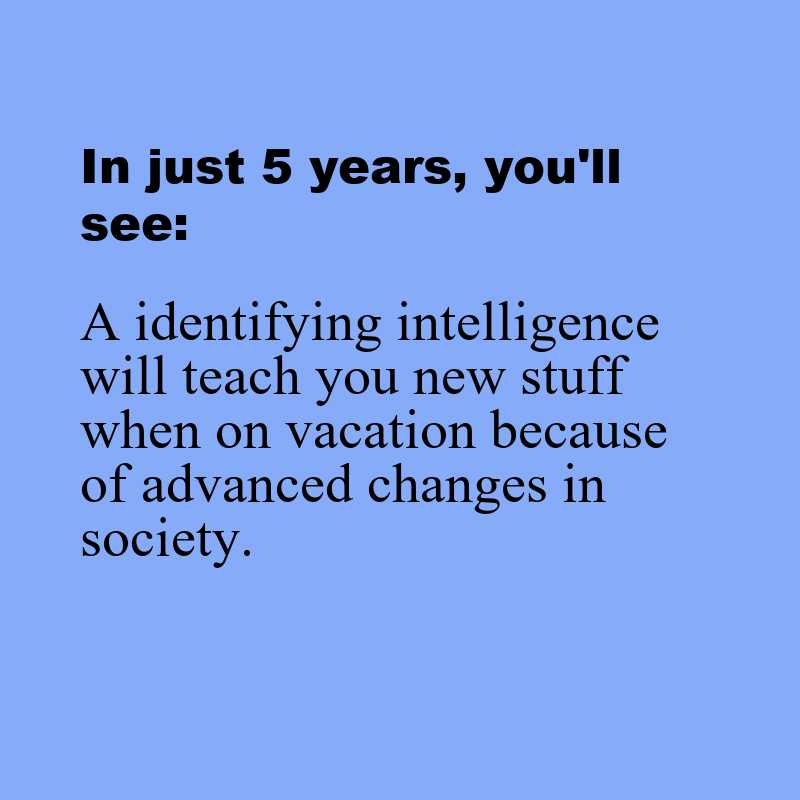 In just 5 years, you'll
see:
A identifying intelligence
will teach you new stuff
when on vacation because
of advanced changes in
society.